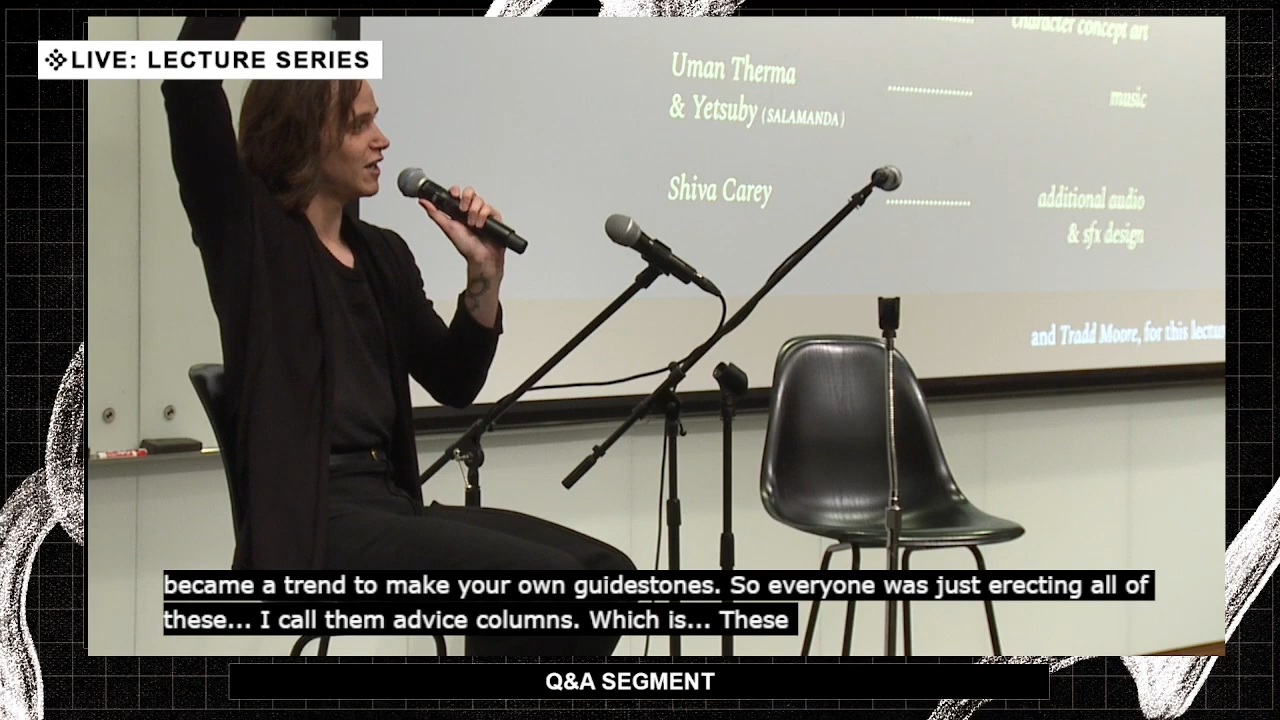 LIVE: LECTURE SERIES
character concept art
Uman Therma
& Yetsuby (SALAMANDA)
music
Shiva Carey
additional audio
& sfx design
and Tradd Moore, for this
became a trend to make your own guidestones. So everyone was just erecting all of
these... I call them advice columns. Which is... These
Q&A SEGMENT